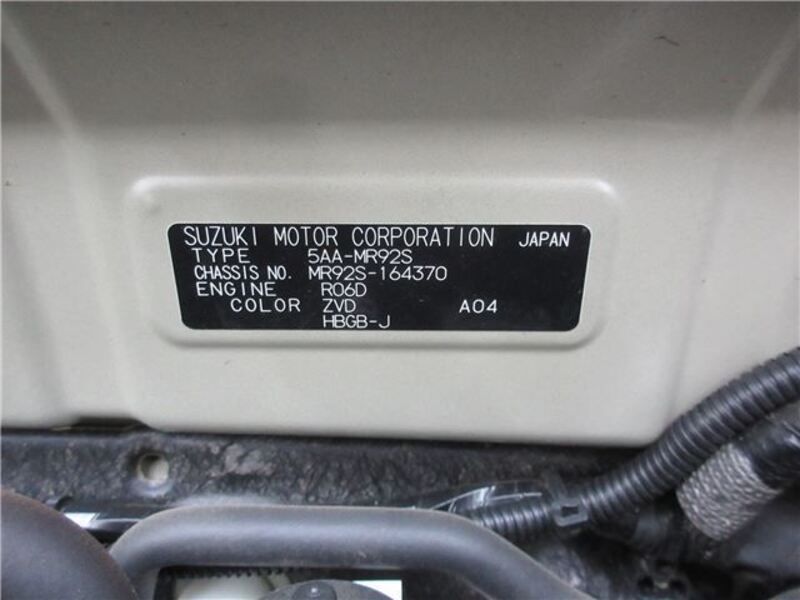 SUZUKI MOTOR CORPORATION JAPAN
TYPE 5AA-MR92S
CHASSIS NO. MR92S-164370
ENGINE R06D
COLOR ZVD A04
HBGB-J